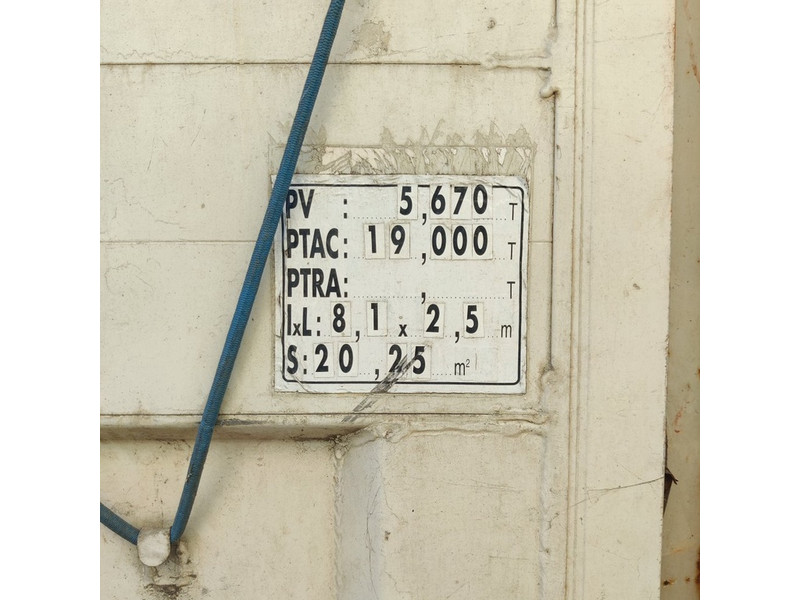 PV : 5,670 T
PTAC: 19,000 T
PTRA: , T
lxL: 8,1 x 2,5 m
S: 20,25 m²